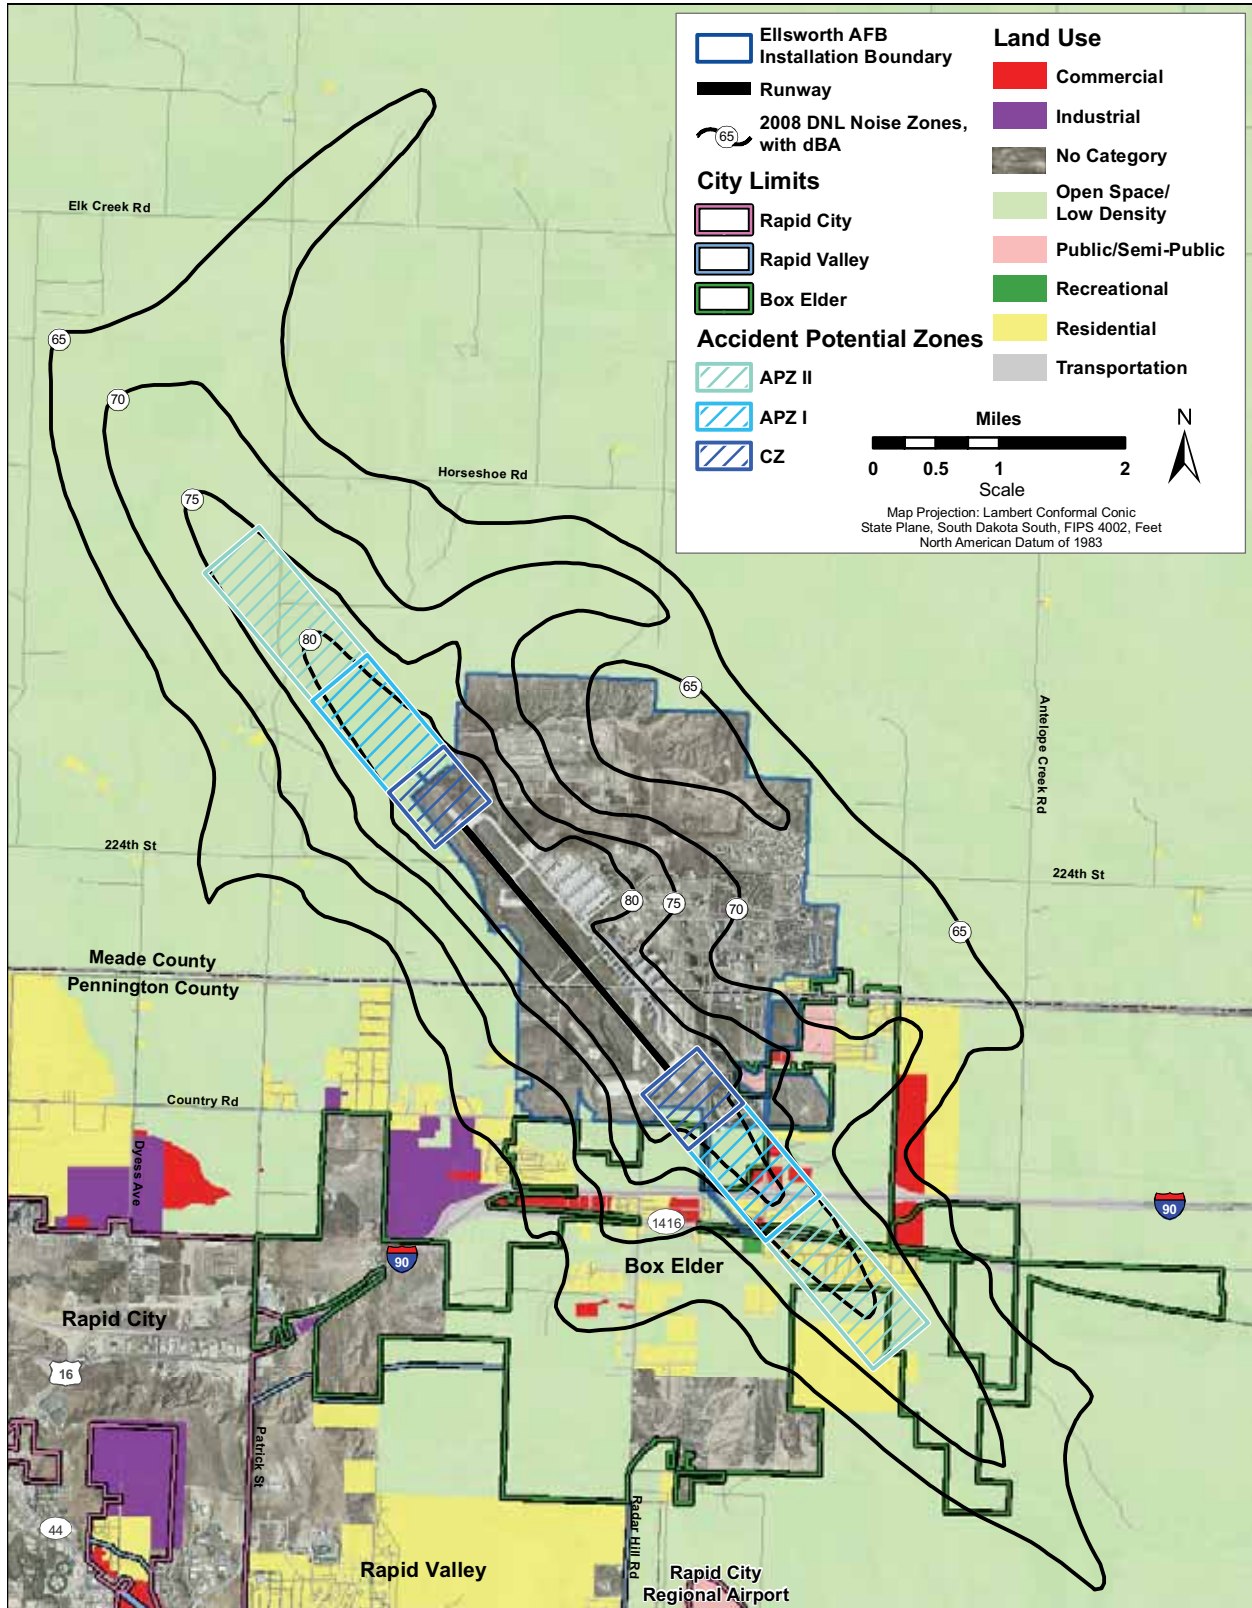 Ellsworth AFB
Installation Boundary
Runway
65
2008 DNL Noise Zones,
with dBA
City Limits
Rapid City
Rapid Valley
Box Elder
Accident Potential Zones
APZ II
APZ I
CZ
Land Use
Commercial
Industrial
No Category
Open Space/
Low Density
Public/Semi-Public
Recreational
Residential
Transportation
Miles
0 0.5 1 2
Scale
N
Map Projection: Lambert Conformal Conic
State Plane, South Dakota South, FIPS 4002, Feet
North American Datum of 1983
Elk Creek Rd
65
70
Horseshoe Rd
75
80
65
Antelope Creek Rd
224th St
224th St
80
75
70
65
Meade County
Pennington County
Country Rd
Dyess Ave
90
1416
90
Box Elder
Rapid City
16
Patrick St
44
Radar Hill Rd
Rapid Valley
Rapid City
Regional Airport